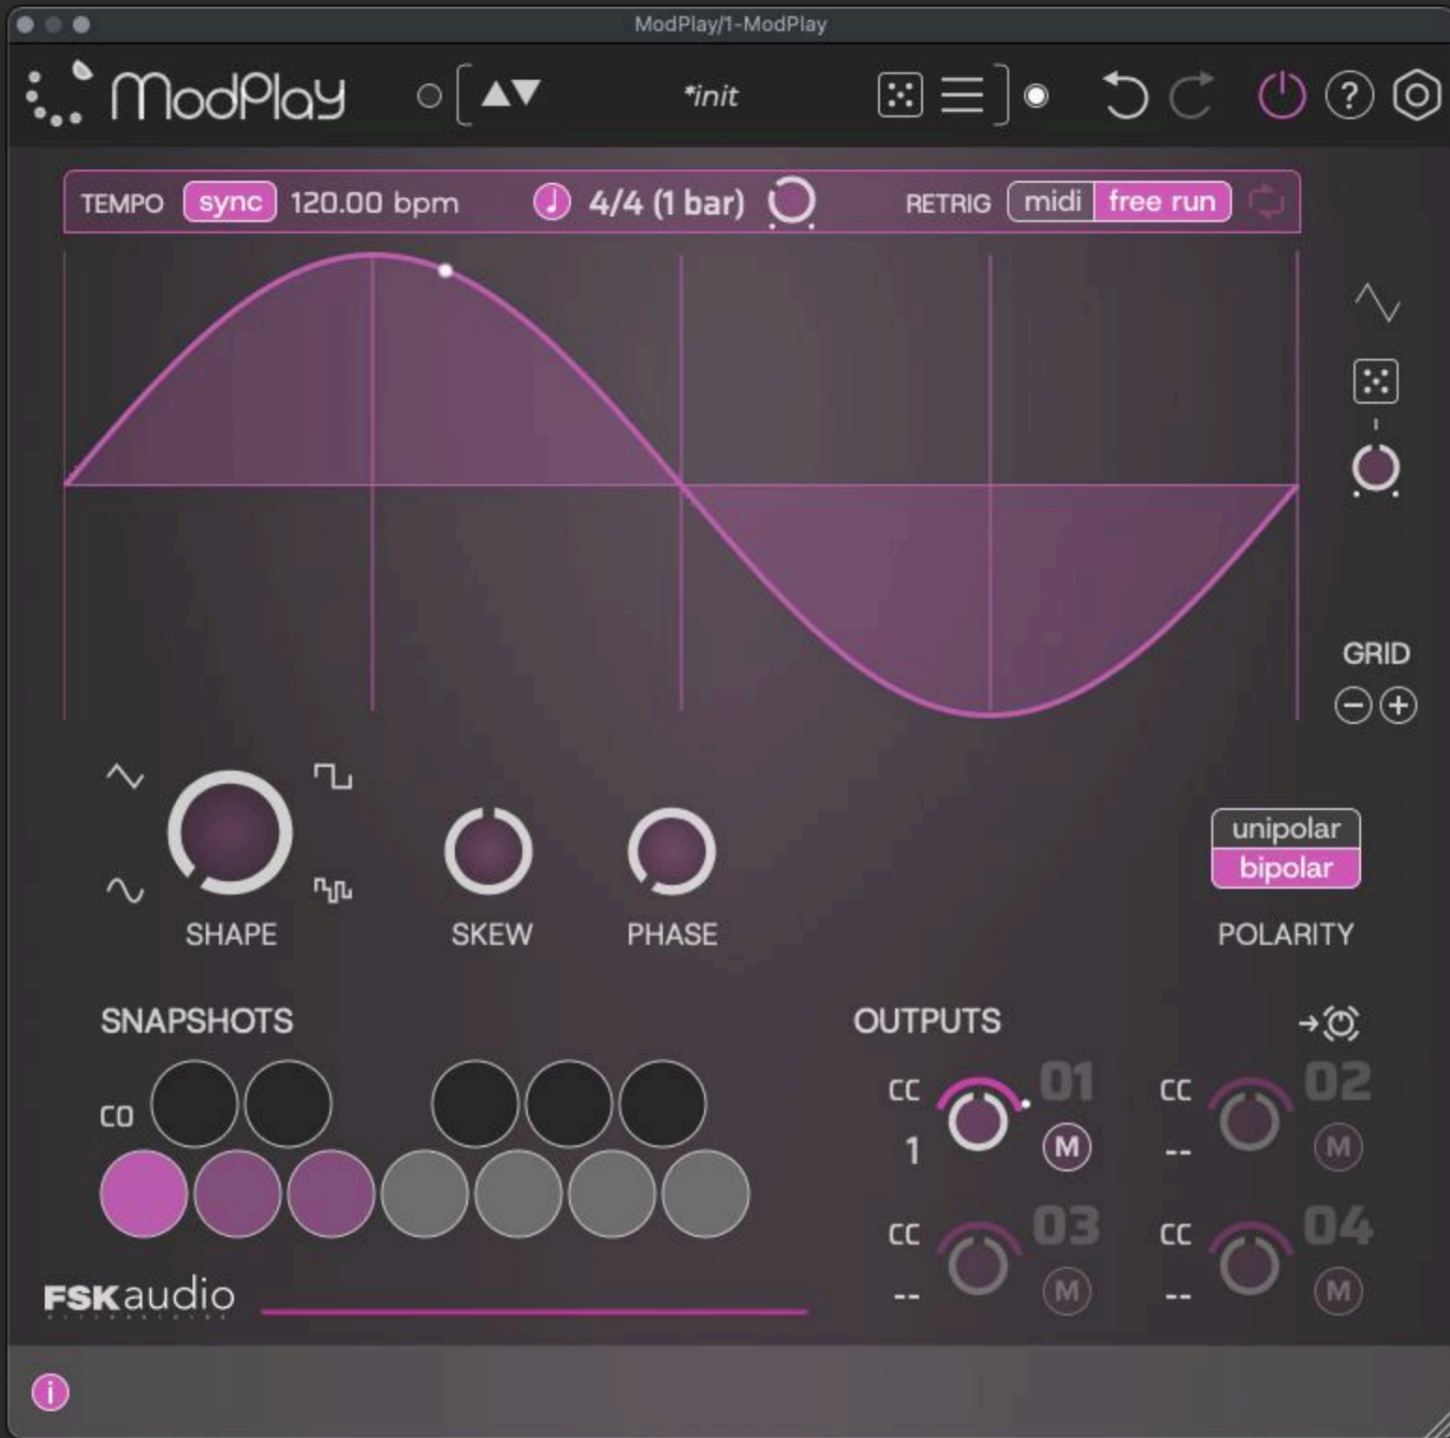 ModPlay/1-ModPlay
ModPlay *init ?
TEMPO sync 120.00 bpm 4/4 (1 bar) RETRIG midi free run
GRID
unipolar
bipolar
SHAPE SKEW PHASE POLARITY
SNAPSHOTS OUTPUTS
C0
CC 01 CC 02
1 M -- M
CC 03 CC 04
-- M -- M
FSKaudio
i